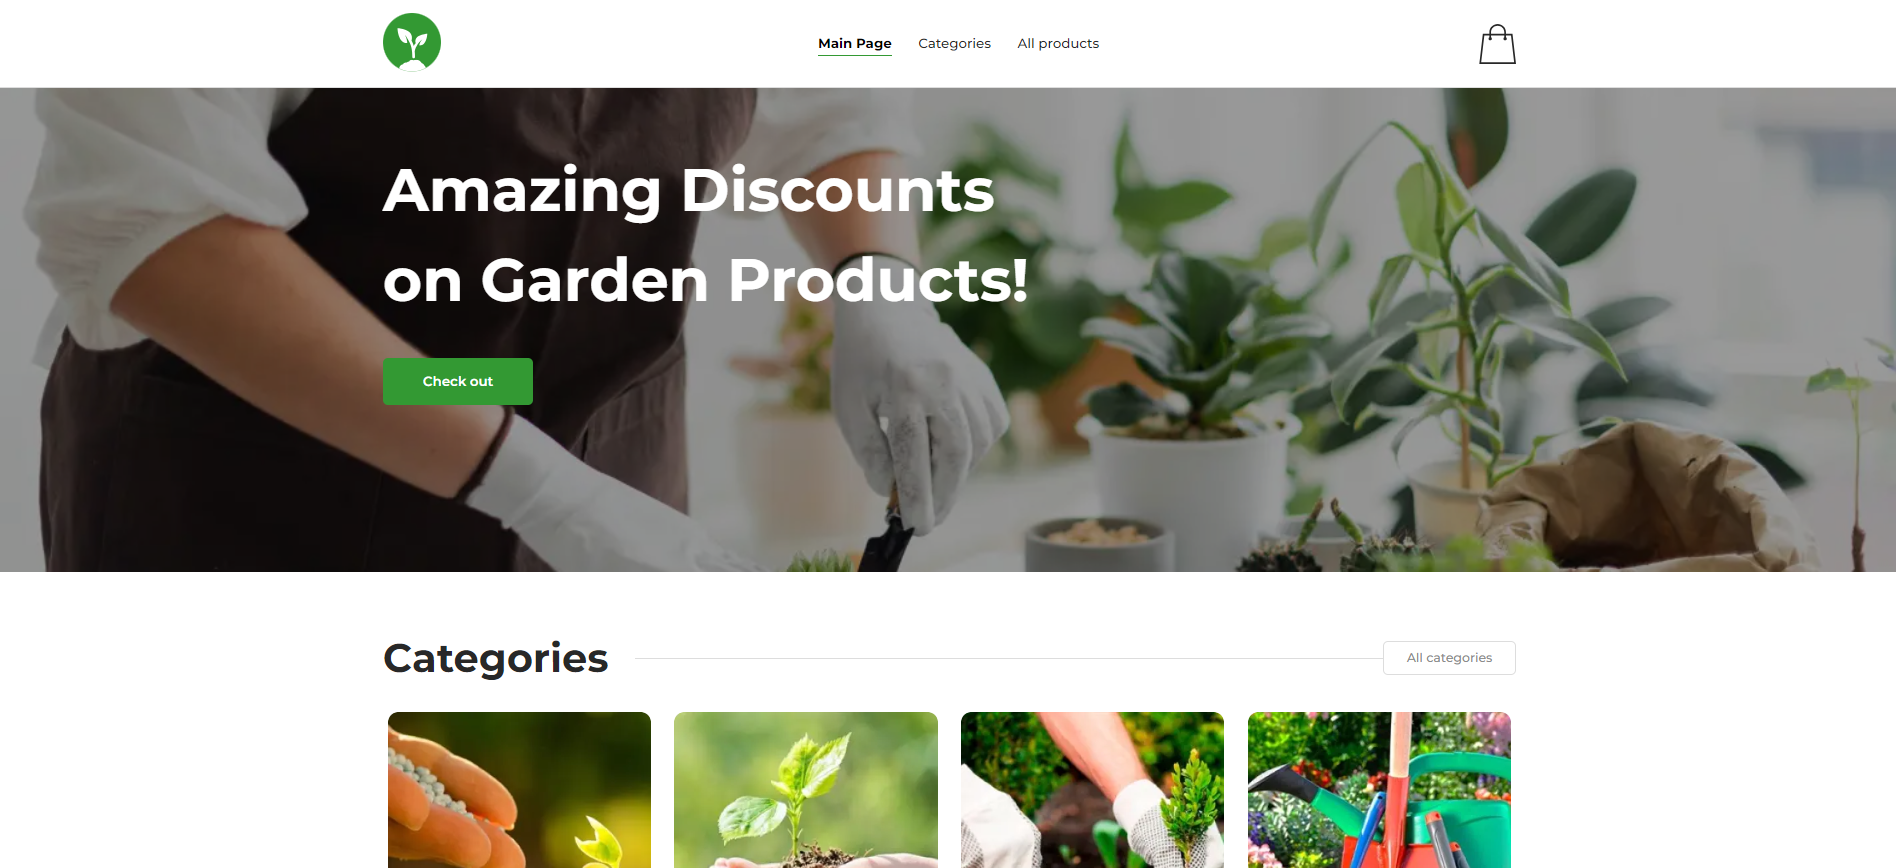 Main Page
Categories
All products
Amazing Discounts
on Garden Products!
Check out
Categories
All categories